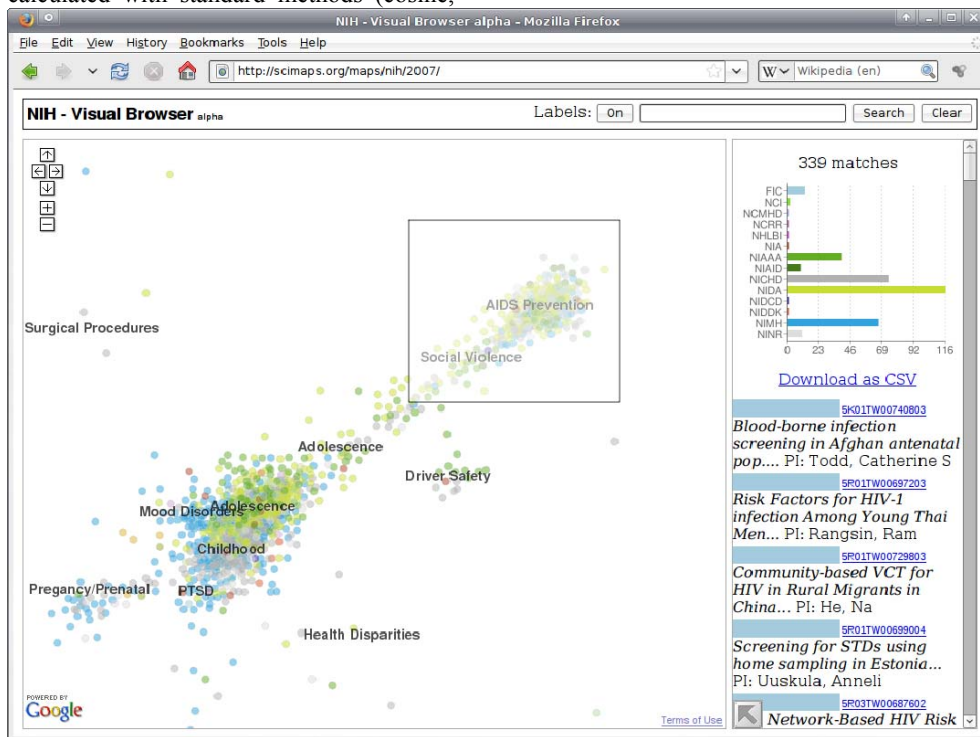 calculated with standard methods (cosine,
NIH - Visual Browser alpha - Mozilla Firefox
File Edit View History Bookmarks Tools Help
http://scimaps.org/maps/nih/2007/
W Wikipedia (en)
NIH - Visual Browser alpha
Labels: On Search Clear
339 matches
FIC
NCI
NCMHD
NCRR
NHLBI
NIA
NIAAA
NIAID
NICHD
NIDA
NIDCD
NIDDK
NIMH
NINR
0 23 46 69 92 116
Download as CSV
5K01TW00740803
Blood-borne infection
screening in Afghan antenatal
pop.... PI: Todd, Catherine S
5R01TW00697203
Risk Factors for HIV-1
infection Among Young Thai
Men... PI: Rangsin, Ram
5R01TW00729803
Community-based VCT for
HIV in Rural Migrants in
China... PI: He, Na
5R01TW00699004
Screening for STDs using
home sampling in Estonia...
PI: Uuskula, Anneli
5R03TW00687602
Network-Based HIV Risk
AIDS Prevention
Surgical Procedures
Social Violence
Adolescence
Driver Safety
Mood Disorders
Adolescence
Childhood
Pregancy/Prenatal
PTSD
Health Disparities
POWERED BY
Google
Terms of Use